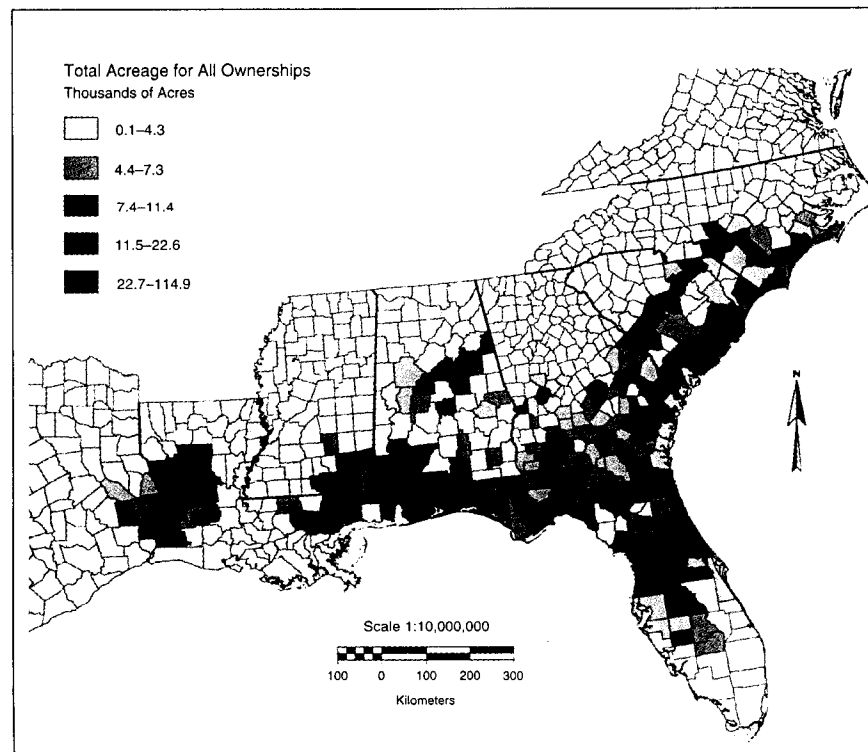 Total Acreage for All Ownerships
Thousands of Acres
0.1–4.3
4.4–7.3
7.4–11.4
11.5–22.6
22.7–114.9
N
Scale 1:10,000,000
100 0 100 200 300
Kilometers